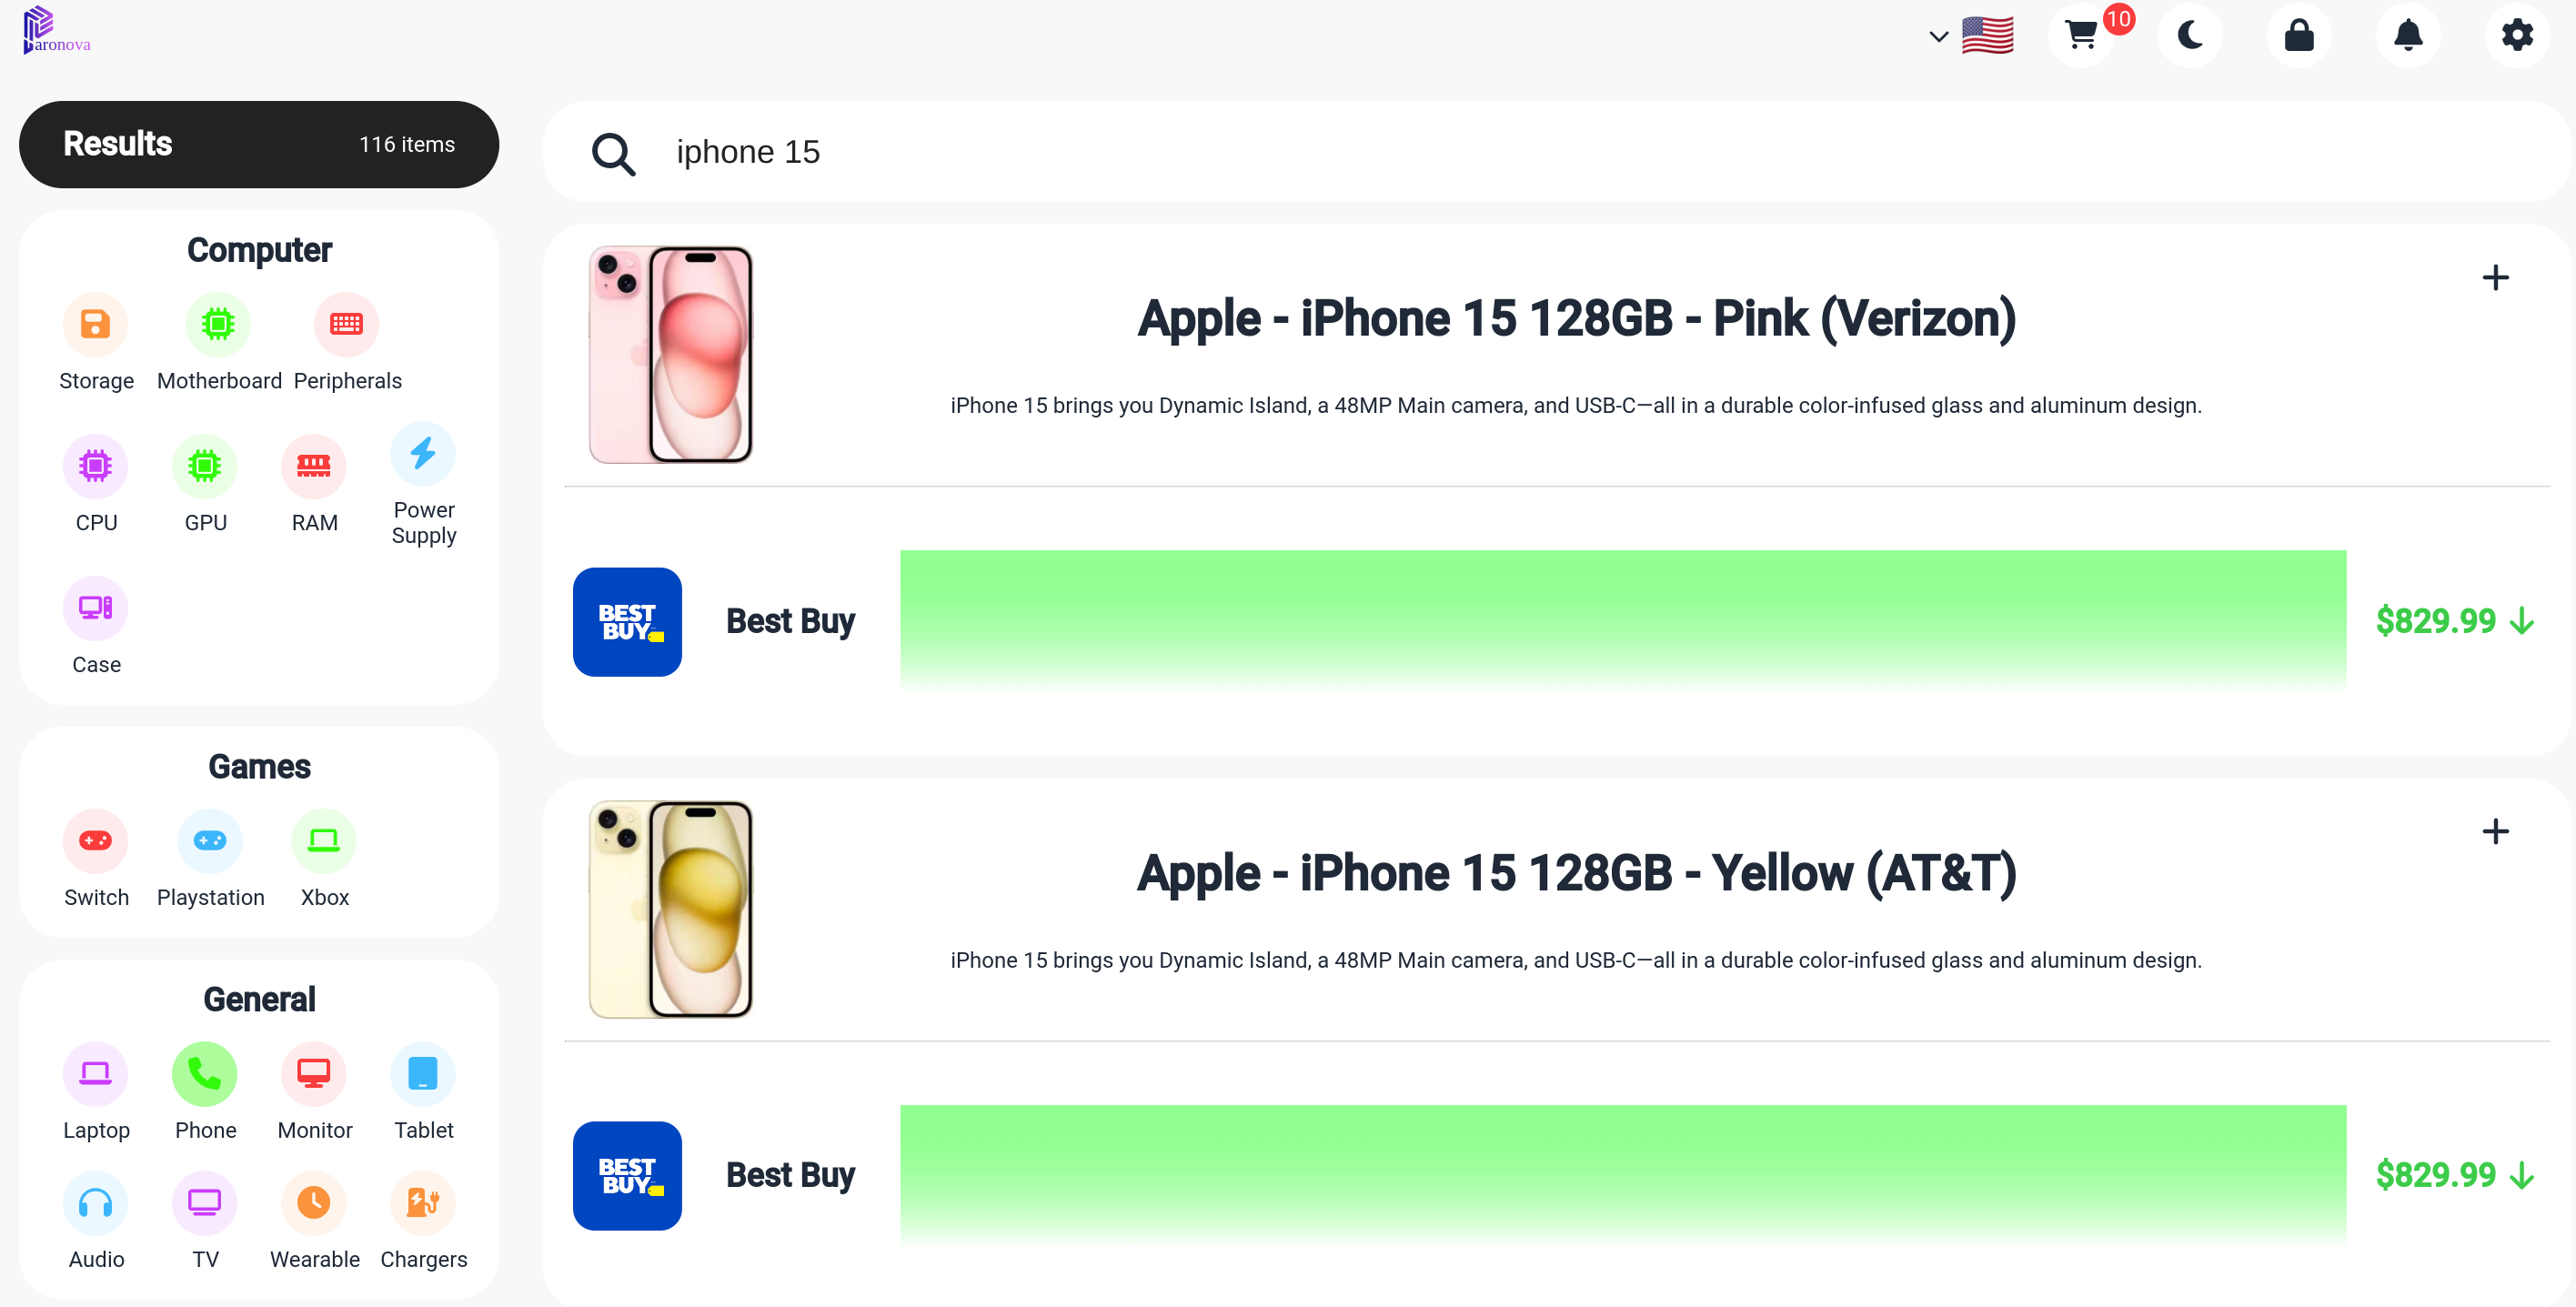 aronova
10
Results
116 items
Computer
Storage
Motherboard
Peripherals
CPU
GPU
RAM
Power
Supply
Case
Games
Switch
Playstation
Xbox
General
Laptop
Phone
Monitor
Tablet
Audio
TV
Wearable
Chargers
iphone 15
Apple - iPhone 15 128GB - Pink (Verizon)
iPhone 15 brings you Dynamic Island, a 48MP Main camera, and USB-C—all in a durable color-infused glass and aluminum design.
BEST
BUY
Best Buy
$829.99
Apple - iPhone 15 128GB - Yellow (AT&T)
iPhone 15 brings you Dynamic Island, a 48MP Main camera, and USB-C—all in a durable color-infused glass and aluminum design.
BEST
BUY
Best Buy
$829.99